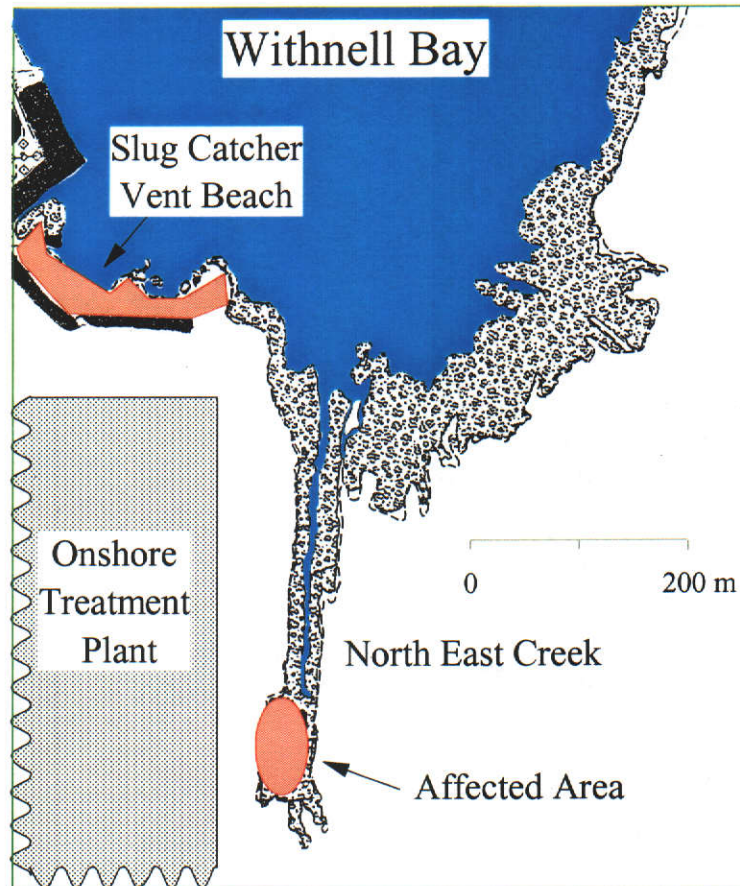 Withnell Bay
Slug Catcher
Vent Beach
Onshore
Treatment
Plant
0 200 m
North East Creek
Affected Area